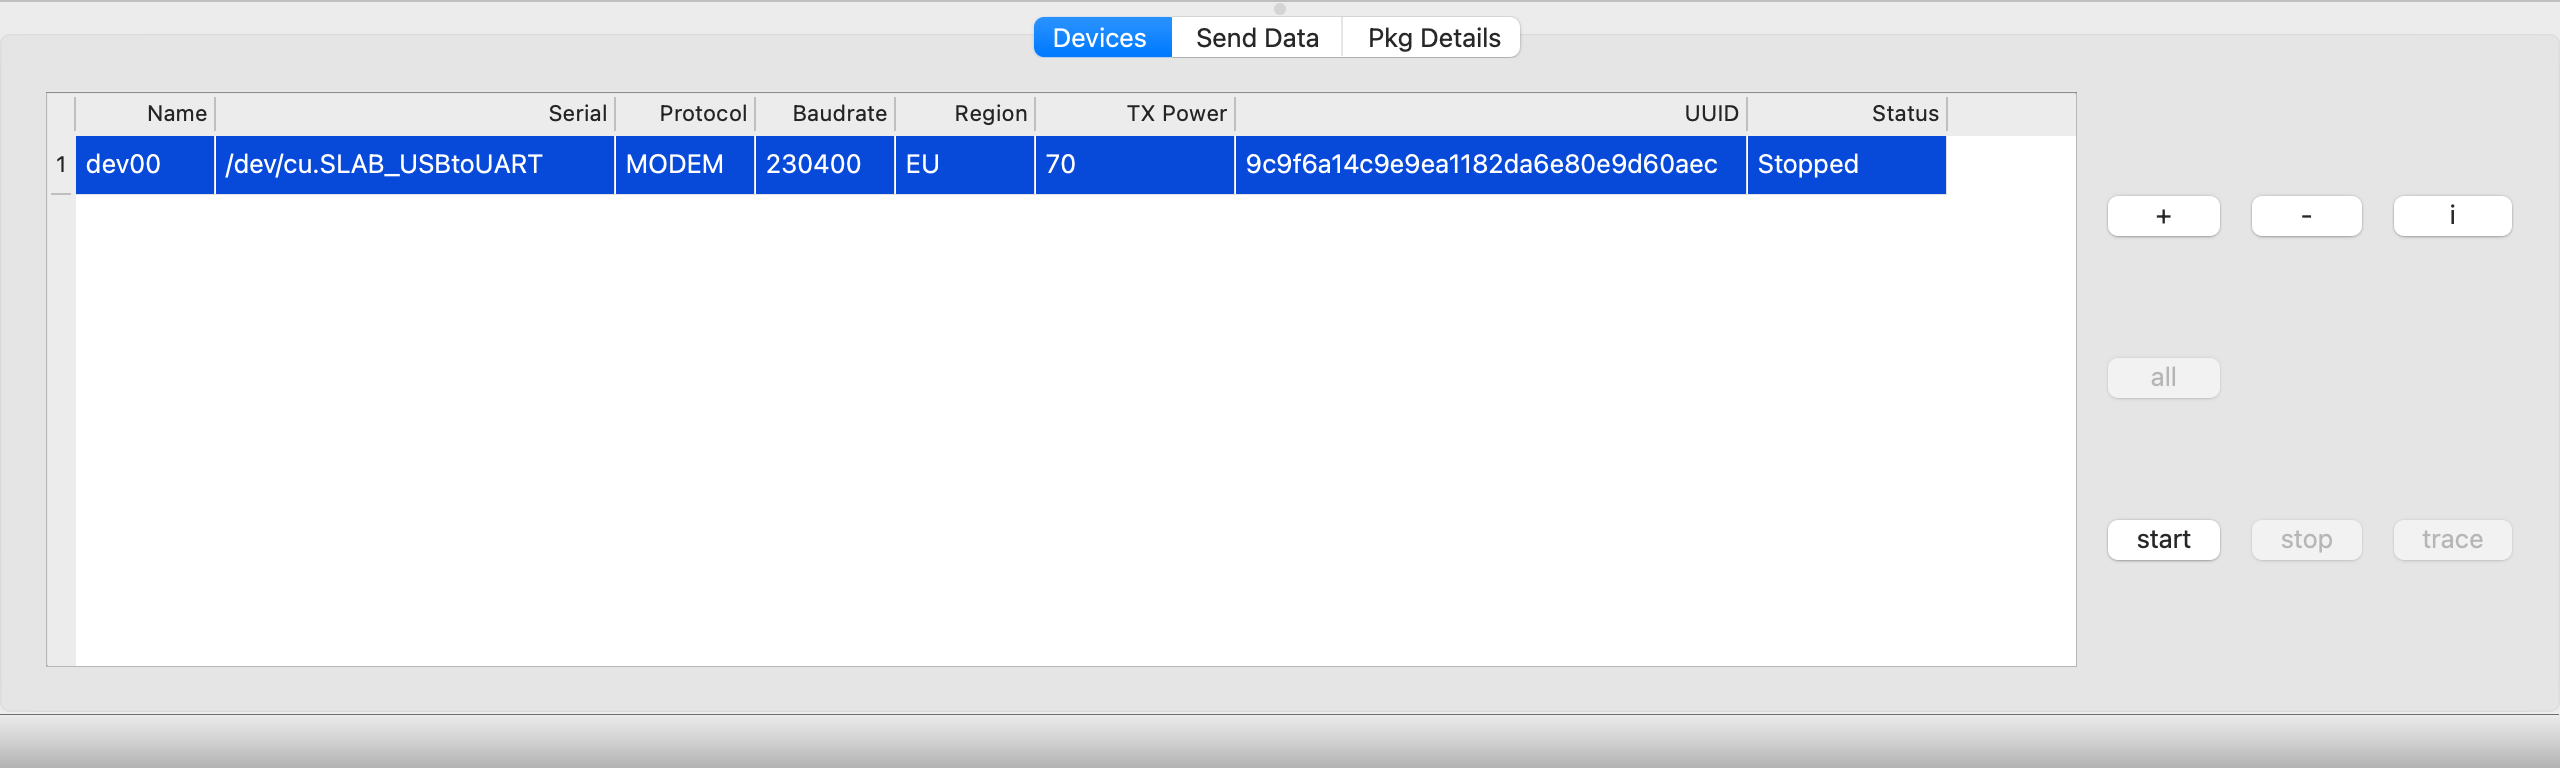 Devices Send Data Pkg Details
Name Serial Protocol Baudrate Region TX Power UUID Status
1 dev00 /dev/cu.SLAB_USBtoUART MODEM 230400 EU 70 9c9f6a14c9e9ea1182da6e80e9d60aec Stopped
+ - i
all
start stop trace